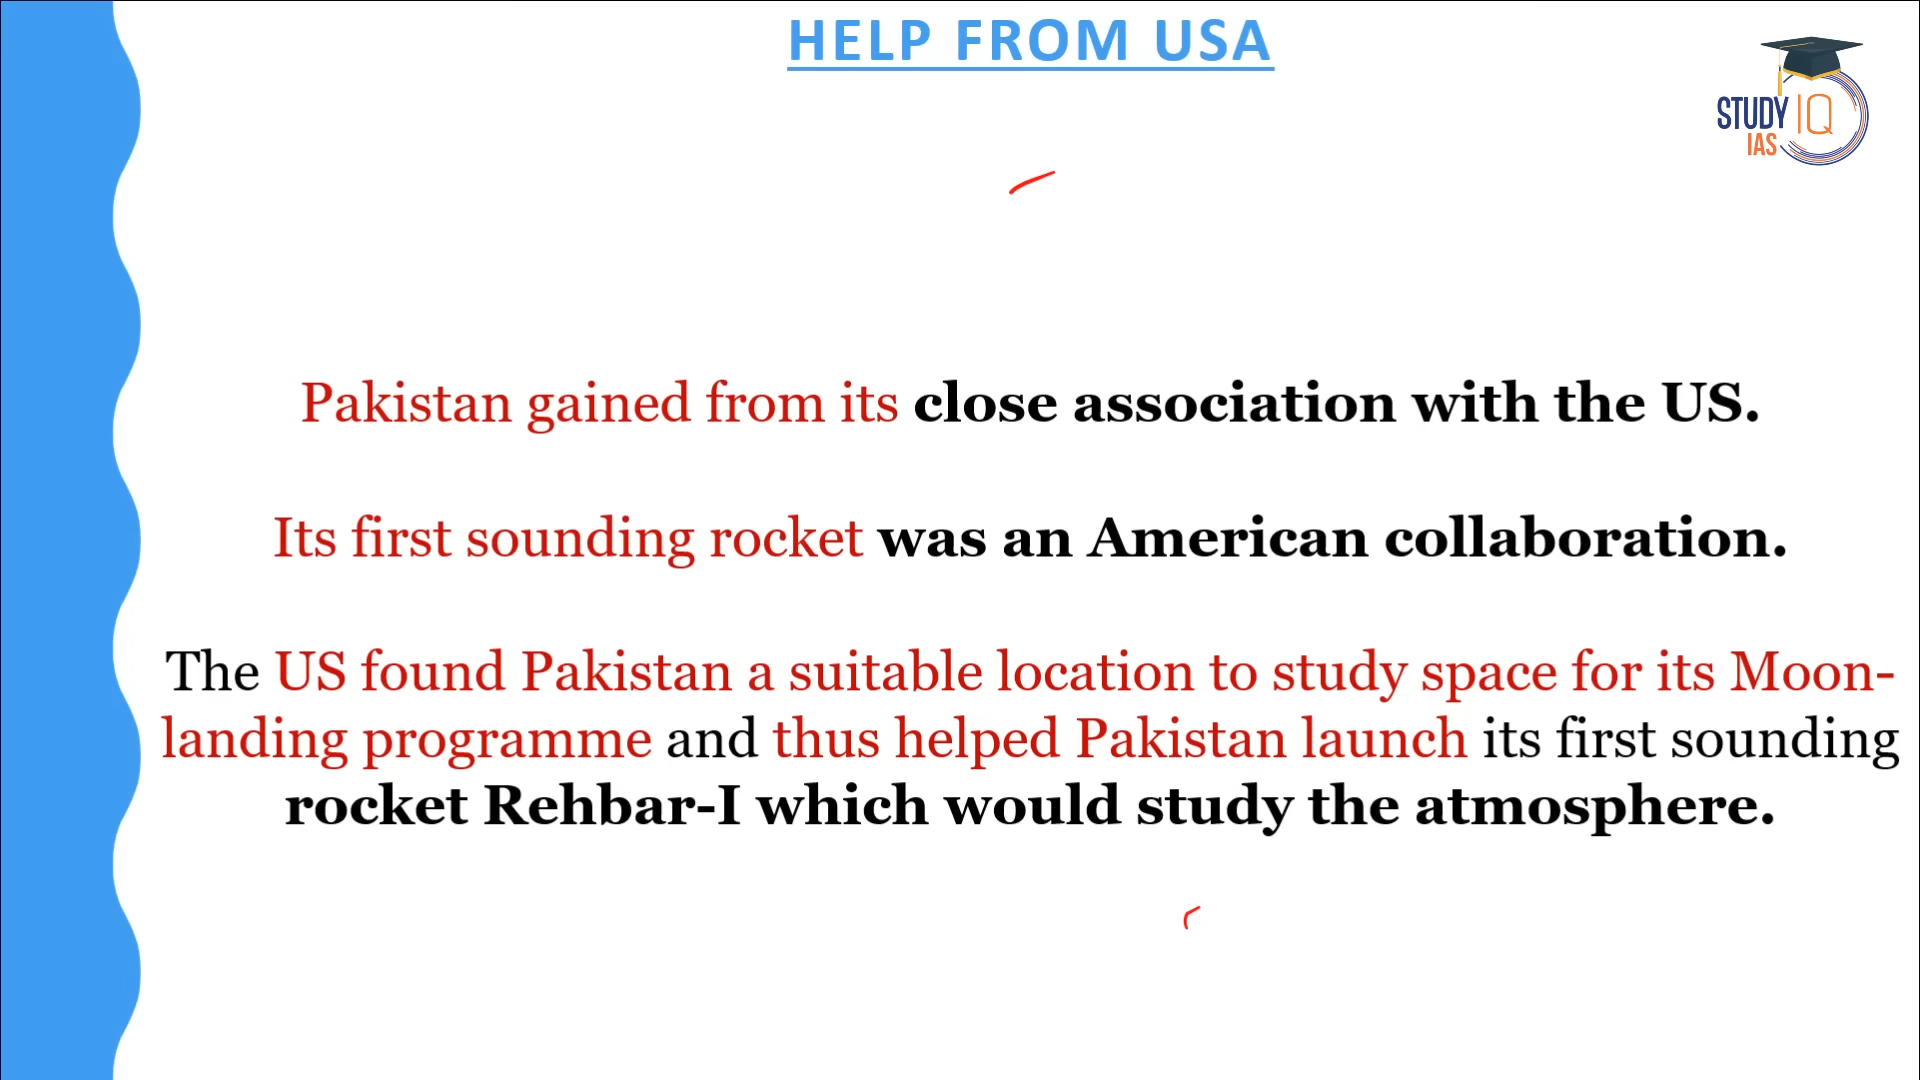 HELP FROM USA
STUDY IQ
IAS
Pakistan gained from its close association with the US.
Its first sounding rocket was an American collaboration.
The US found Pakistan a suitable location to study space for its Moon-
landing programme and thus helped Pakistan launch its first sounding
rocket Rehbar-I which would study the atmosphere.